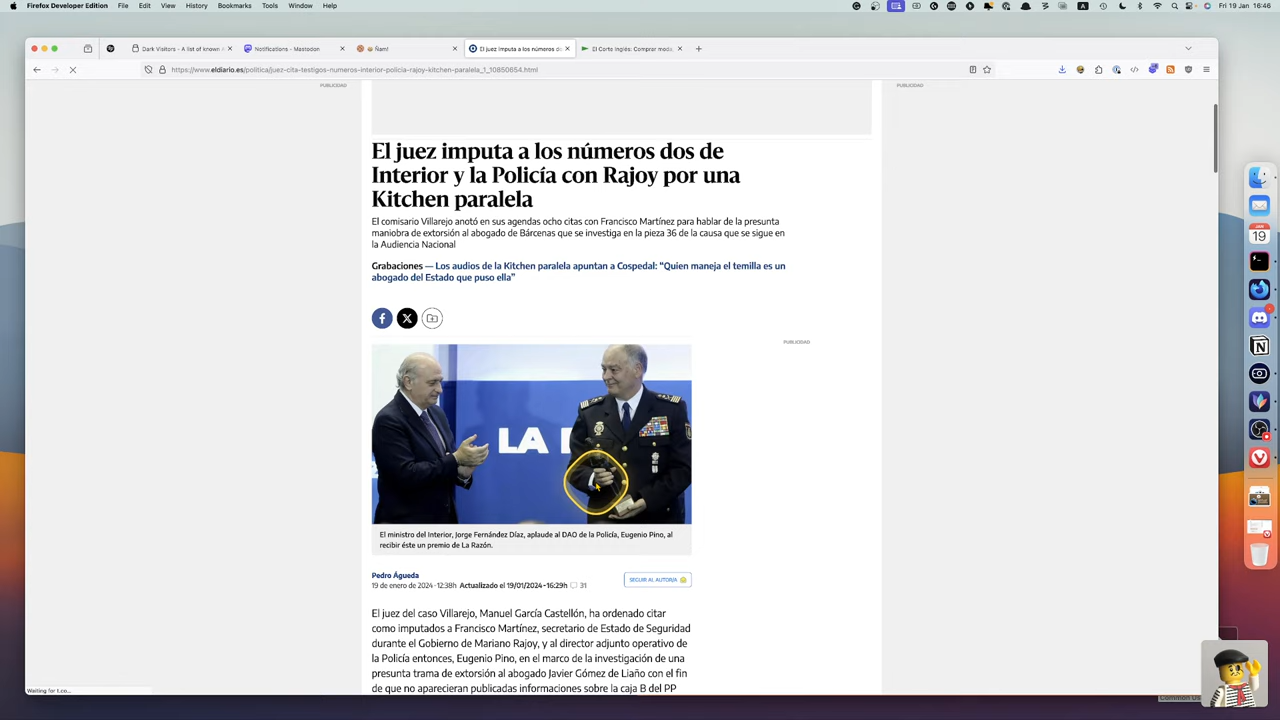 Firefox Developer Edition File Edit View History Bookmarks Tools Window Help
Fri 19 Jan 16:46
Dark Visitors - A list of known
Notifications - Mastodon
Ñam!
El juez imputa a los números do
El Corte Inglés: Comprar moda,
https://www.eldiario.es/politica/juez-cita-testigos-numeros-interior-policia-rajoy-kitchen-paralela_1_10850654.html
PUBLICIDAD
PUBLICIDAD
El juez imputa a los números dos de
Interior y la Policía con Rajoy por una
Kitchen paralela
El comisario Villarejo anotó en sus agendas ocho citas con Francisco Martínez para hablar de la presunta
maniobra de extorsión al abogado de Bárcenas que se investiga en la pieza 36 de la causa que se sigue en
la Audiencia Nacional
Grabaciones — Los audios de la Kitchen paralela apuntan a Cospedal: “Quien maneja el temilla es un
abogado del Estado que puso ella”
PUBLICIDAD
LA
El ministro del Interior, Jorge Fernández Díaz, aplaude al DAO de la Policía, Eugenio Pino, al
recibir éste un premio de La Razón.
Pedro Águeda
19 de enero de 2024 - 12:38h Actualizado el 19/01/2024 - 16:29h 31
SEGUIR AL AUTOR/A
El juez del caso Villarejo, Manuel García Castellón, ha ordenado citar
como imputados a Francisco Martínez, secretario de Estado de Seguridad
durante el Gobierno de Mariano Rajoy, y al director adjunto operativo de
la Policía entonces, Eugenio Pino, en el marco de la investigación de una
presunta trama de extorsión al abogado Javier Gómez de Liaño con el fin
de que no aparecieran publicadas informaciones sobre la caja B del PP
Waiting for t.co...
JAN
19